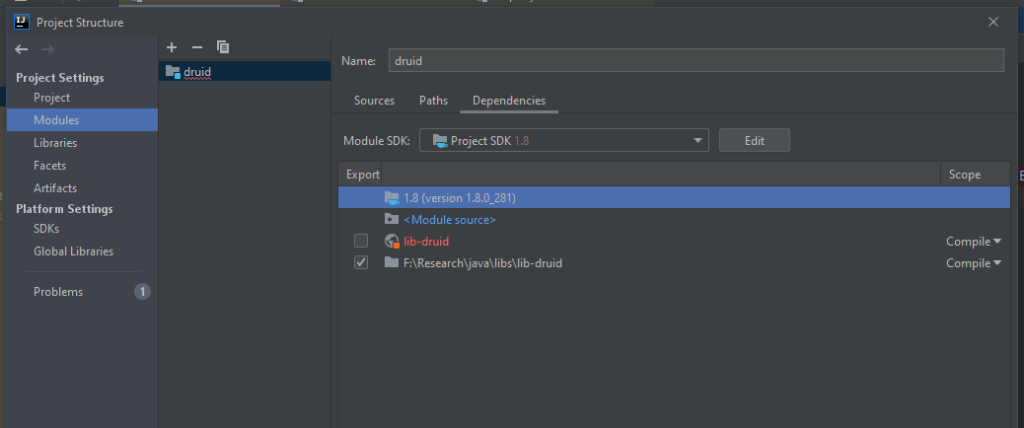 Project Structure
Project Settings
Project
Modules
Libraries
Facets
Artifacts
Platform Settings
SDKs
Global Libraries
Problems 1
druid
Name: druid
Sources Paths Dependencies
Module SDK: Project SDK 1.8 Edit
Export Scope
1.8 (version 1.8.0_281)
<Module source>
lib-druid Compile
F:\Research\java\libs\lib-druid Compile